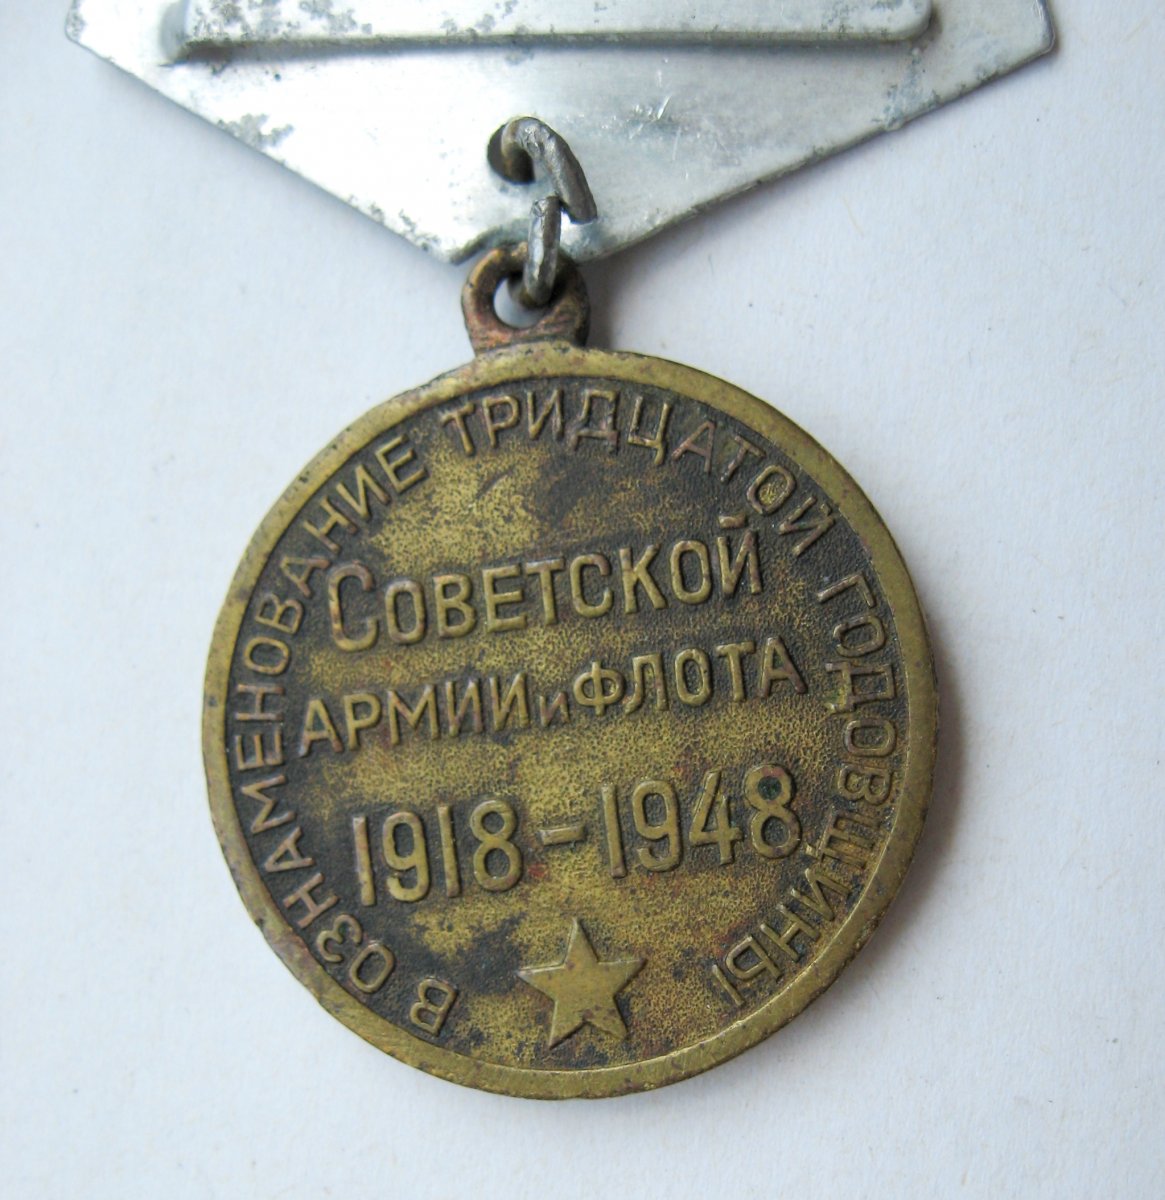 В ОЗНАМЕНОВАНИЕ ТРИДЦАТОЙ ГОДОВЩИНЫ
СОВЕТСКОЙ
АРМИИ и ФЛОТА
1918-1948